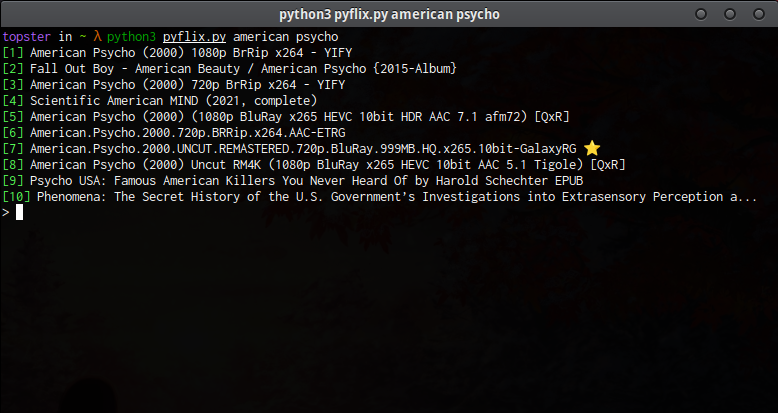 python3 pyflix.py american psycho
topster in ~ λ python3 pyflix.py american psycho
[1] American Psycho (2000) 1080p BrRip x264 - YIFY
[2] Fall Out Boy - American Beauty / American Psycho {2015-Album}
[3] American Psycho (2000) 720p BrRip x264 - YIFY
[4] Scientific American MIND (2021, complete)
[5] American Psycho (2000) (1080p BluRay x265 HEVC 10bit HDR AAC 7.1 afm72) [QxR]
[6] American.Psycho.2000.720p.BRRip.x264.AAC-ETRG
[7] American.Psycho.2000.UNCUT.REMASTERED.720p.BluRay.999MB.HQ.x265.10bit-GalaxyRG ⭐
[8] American Psycho (2000) Uncut RM4K (1080p BluRay x265 HEVC 10bit AAC 5.1 Tigole) [QxR]
[9] Psycho USA: Famous American Killers You Never Heard Of by Harold Schechter EPUB
[10] Phenomena: The Secret History of the U.S. Government's Investigations into Extrasensory Perception a...
>